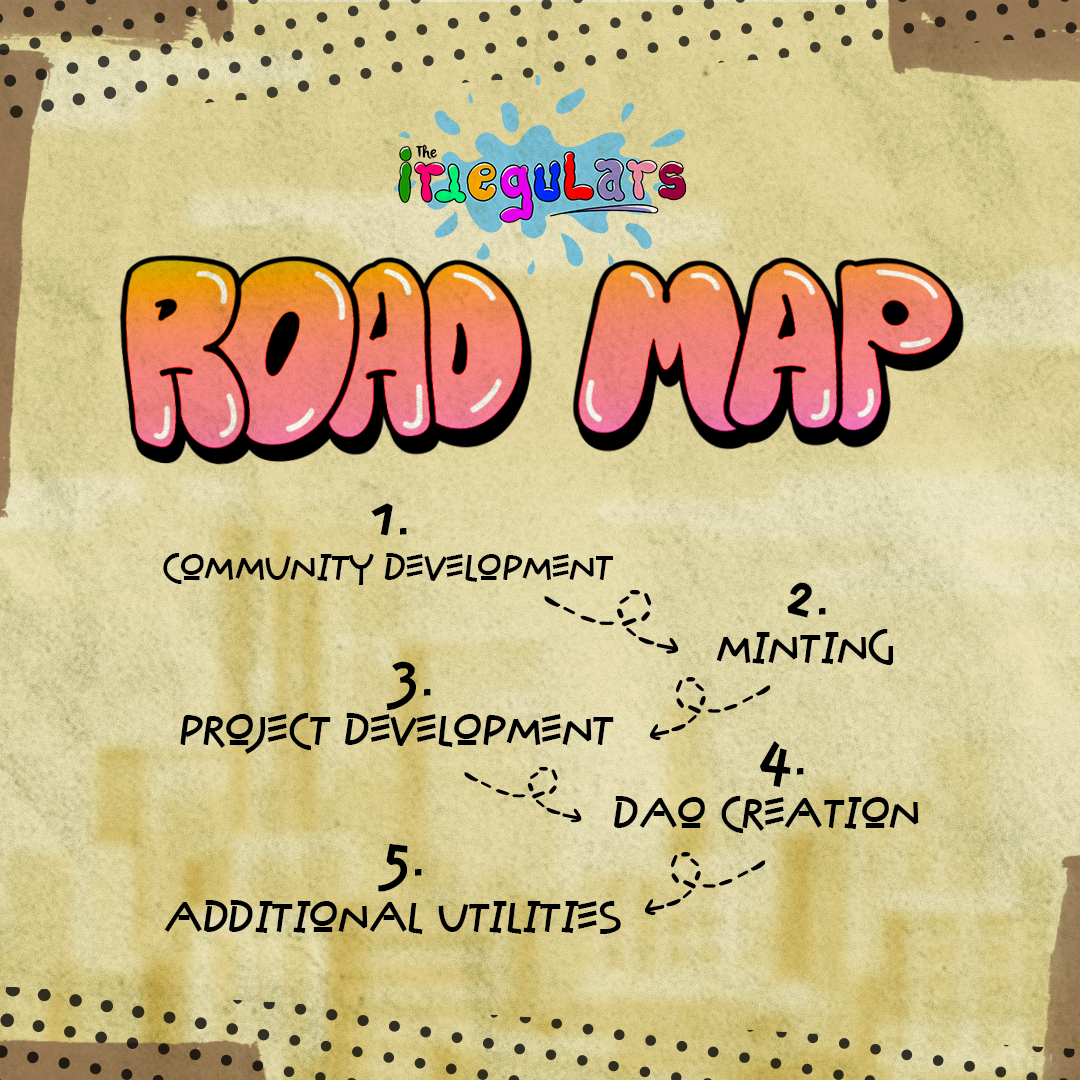 The
irregulars
ROAD MAP
1.
COMMUNITY DEVELOPMENT
2.
MINTING
3.
PROJECT DEVELOPMENT
4.
DAO CREATION
5.
ADDITIONAL UTILITIES